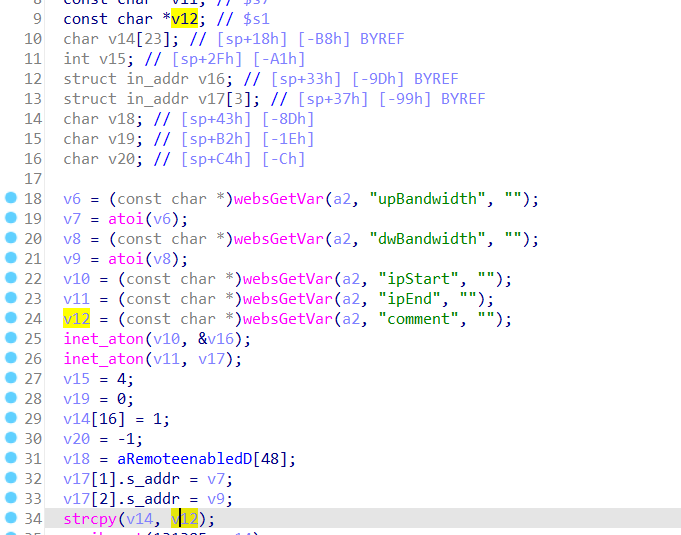 9 const char *v12; // $s1
10 char v14[23]; // [sp+18h] [-B8h] BYREF
11 int v15; // [sp+2Fh] [-A1h]
12 struct in_addr v16; // [sp+33h] [-9Dh] BYREF
13 struct in_addr v17[3]; // [sp+37h] [-99h] BYREF
14 char v18; // [sp+43h] [-8Dh]
15 char v19; // [sp+B2h] [-1Eh]
16 char v20; // [sp+C4h] [-Ch]
17
18 v6 = (const char *)websGetVar(a2, "upBandwidth", "");
19 v7 = atoi(v6);
20 v8 = (const char *)websGetVar(a2, "dwBandwidth", "");
21 v9 = atoi(v8);
22 v10 = (const char *)websGetVar(a2, "ipStart", "");
23 v11 = (const char *)websGetVar(a2, "ipEnd", "");
24 v12 = (const char *)websGetVar(a2, "comment", "");
25 inet_aton(v10, &v16);
26 inet_aton(v11, v17);
27 v15 = 4;
28 v19 = 0;
29 v14[16] = 1;
30 v20 = -1;
31 v18 = aRemoteenabledD[48];
32 v17[1].s_addr = v7;
33 v17[2].s_addr = v9;
34 strcpy(v14, v12);